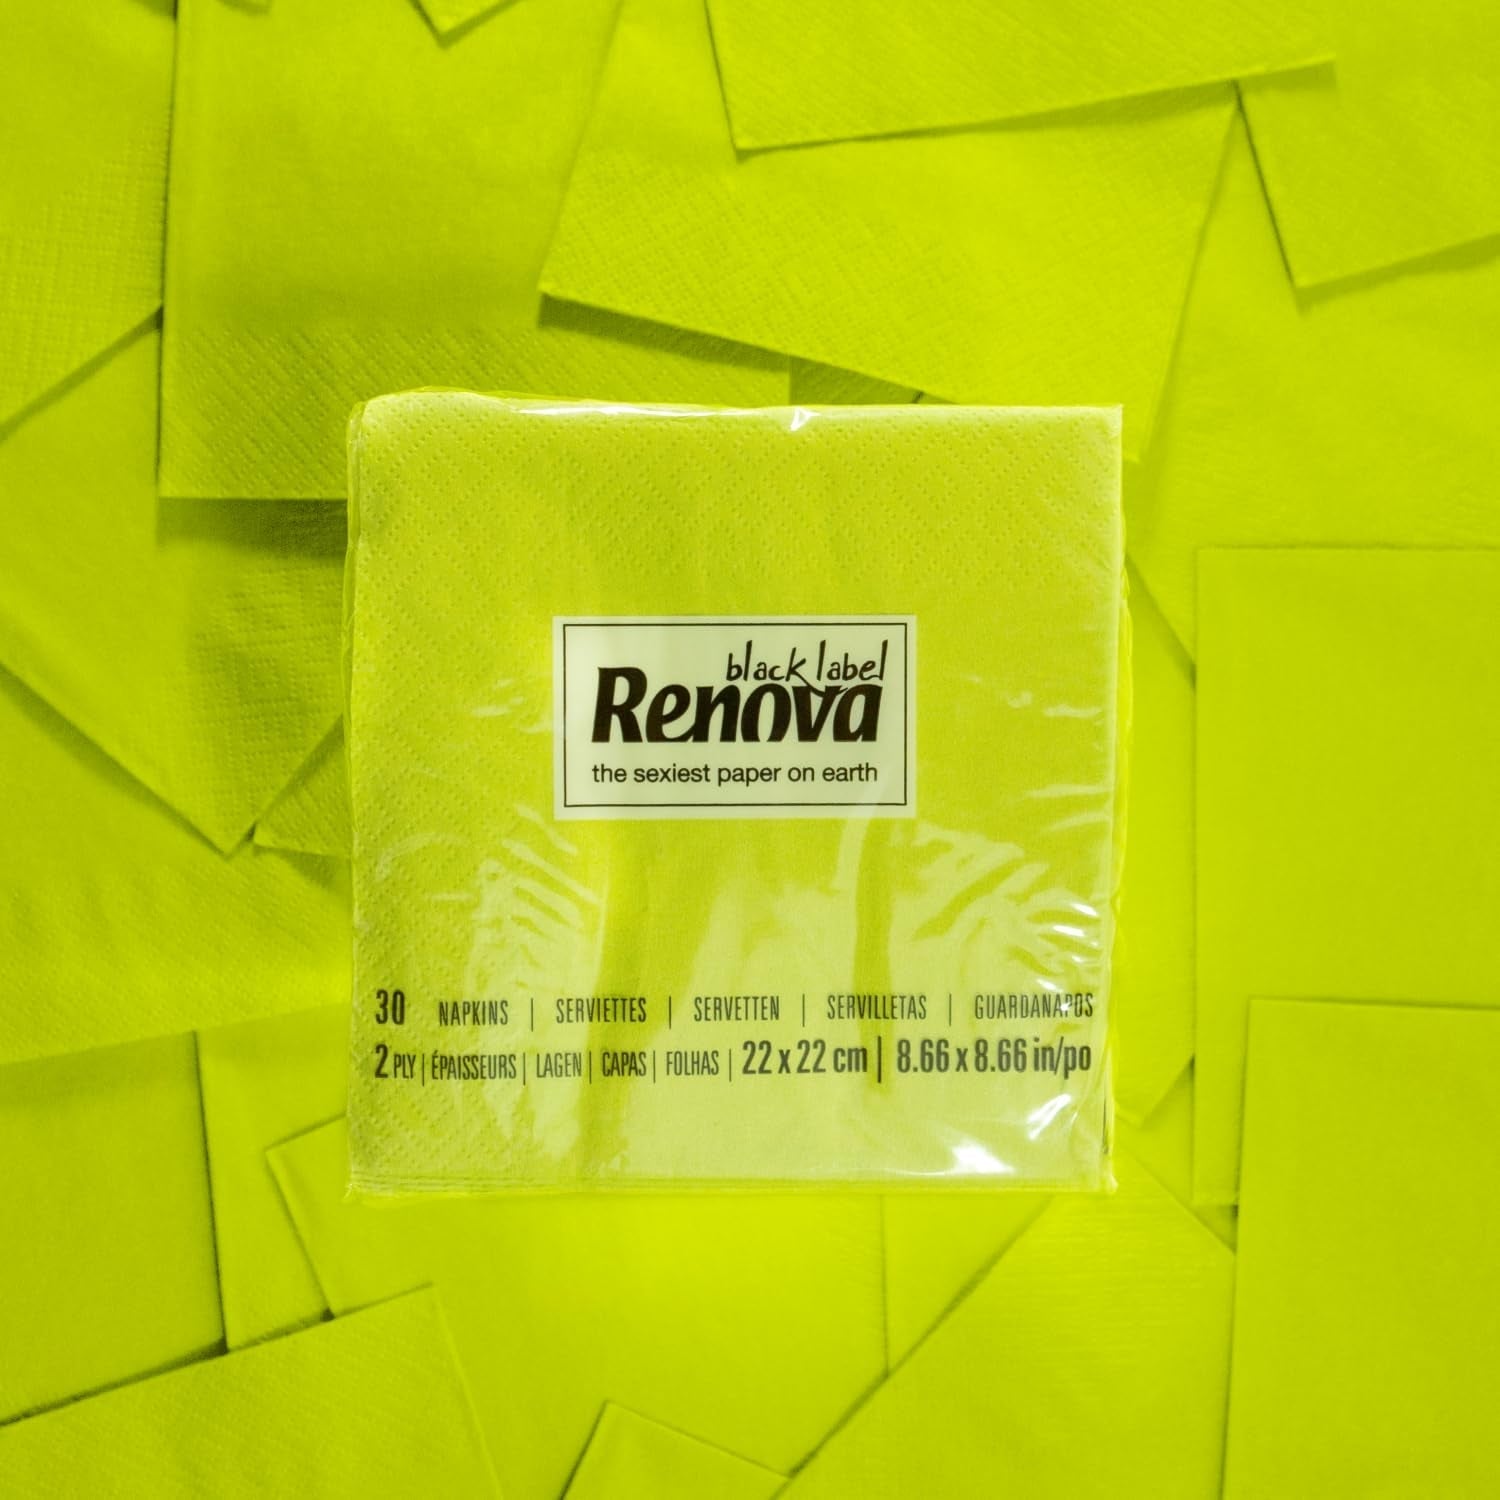 black label
Renova
the sexiest paper on earth
30 NAPKINS | SERVIETTES | SERVETTEN | SERVILLETAS | GUARDANAPOS
2 PLY | ÉPAISSEURS | LAGEN | CAPAS | FOLHAS | 22 x 22 cm | 8.66 x 8.66 in/po